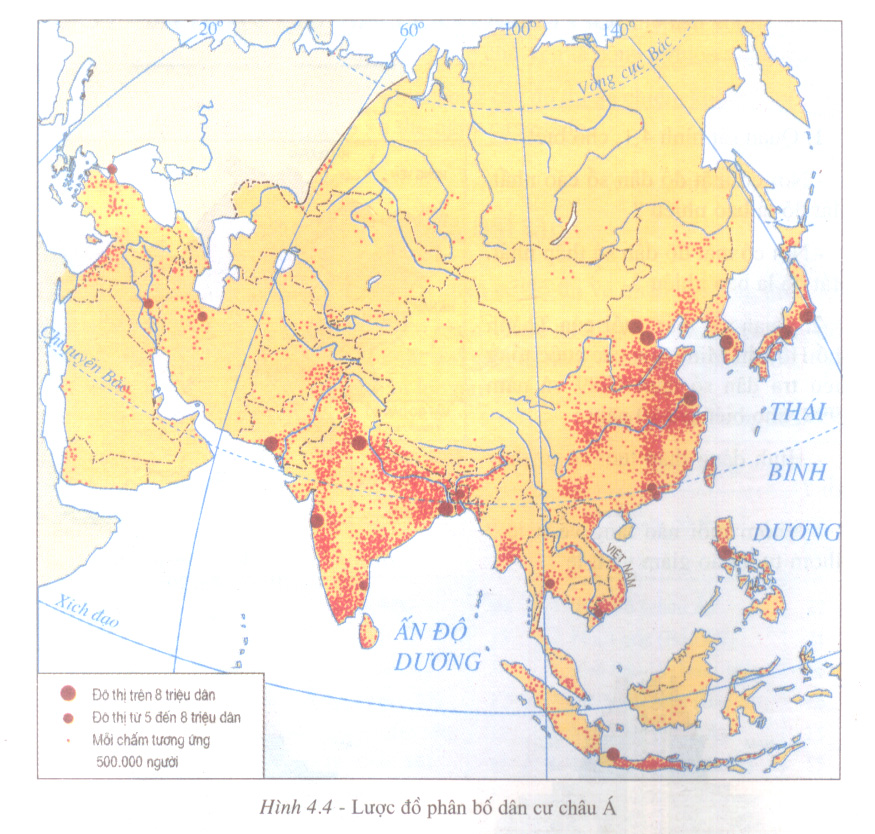 20°
60°
100°
140°
Vòng cực Bắc
Chí tuyến Bắc
THÁI
BÌNH
DƯƠNG
VIỆT NAM
Xích đạo
ẤN ĐỘ
DƯƠNG
Đô thị trên 8 triệu dân
Đô thị từ 5 đến 8 triệu dân
Mỗi chấm tương ứng
500.000 người
Hình 4.4 - Lược đồ phân bố dân cư châu Á